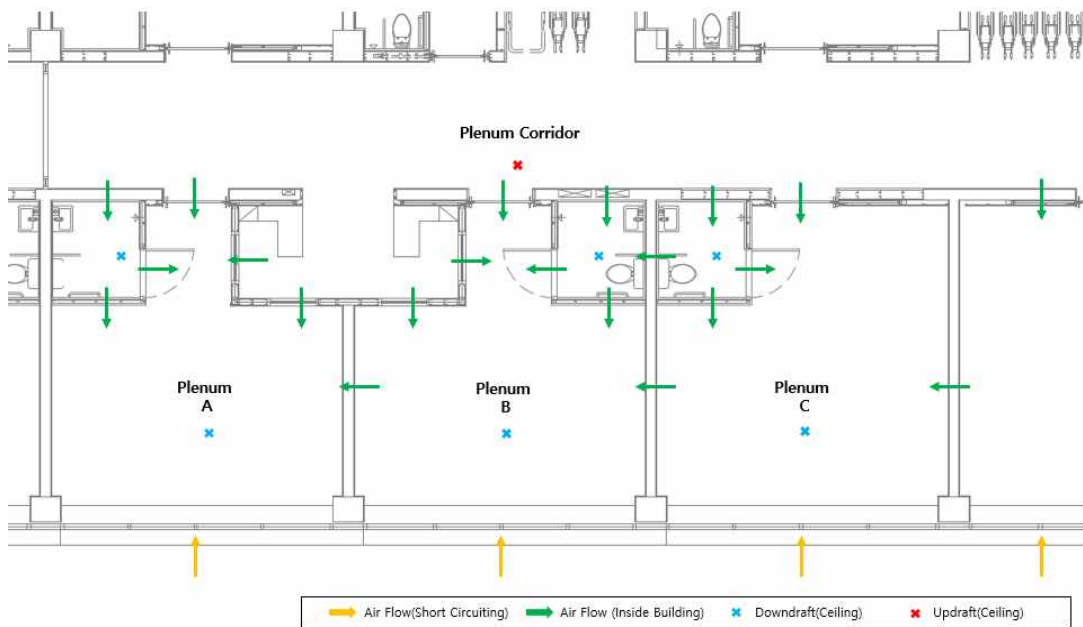 Plenum Corridor
Plenum
A
Plenum
B
Plenum
C
Air Flow(Short Circuiting)
Air Flow (Inside Building)
Downdraft(Ceiling)
Updraft(Ceiling)